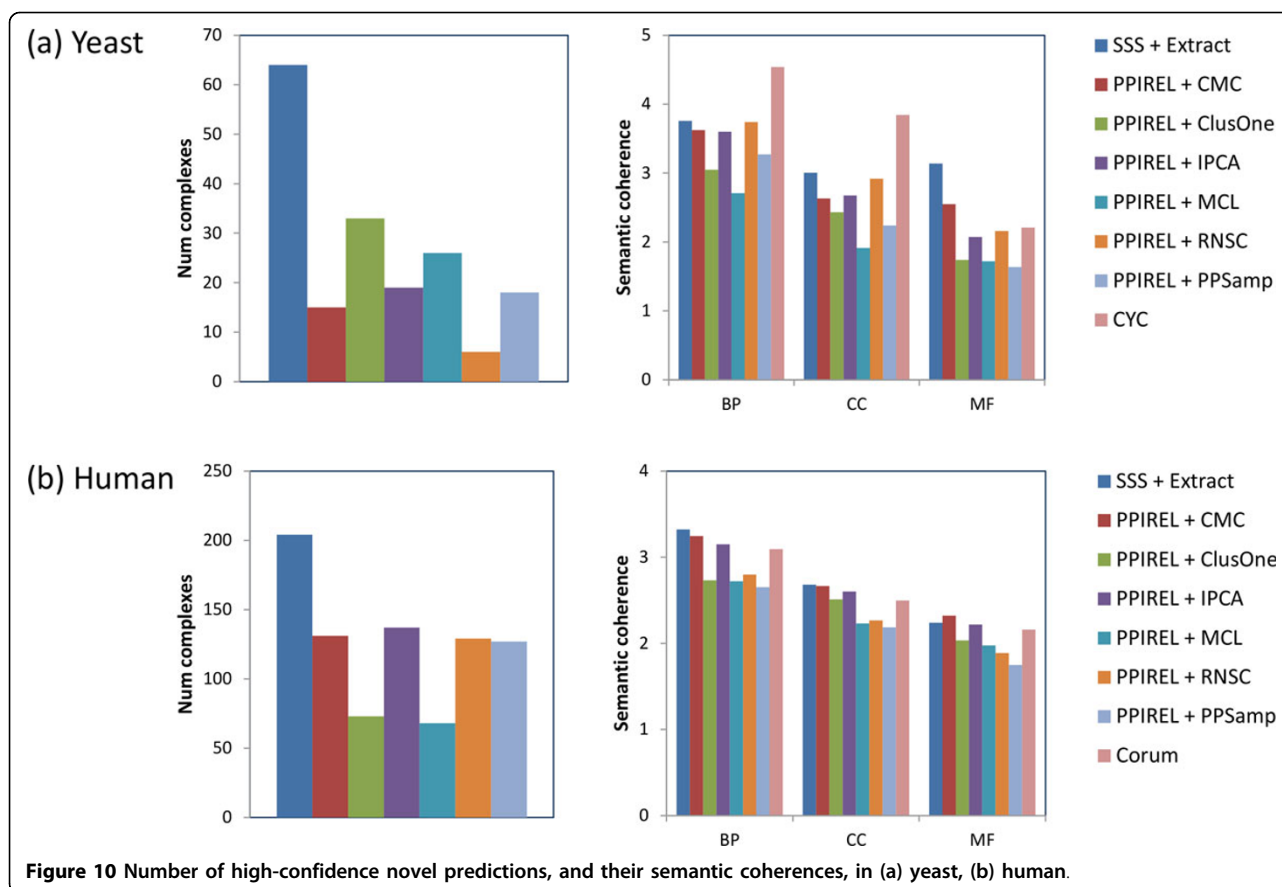 (a) Yeast
70
60
50
40
30
20
10
0
Num complexes
5
4
3
2
1
0
Semantic coherence
BP
CC
MF
SSS + Extract
PPIREL + CMC
PPIREL + ClusOne
PPIREL + IPCA
PPIREL + MCL
PPIREL + RNSC
PPIREL + PPSamp
CYC
(b) Human
250
200
150
100
50
0
Num complexes
4
3
2
1
0
Semantic coherence
BP
CC
MF
SSS + Extract
PPIREL + CMC
PPIREL + ClusOne
PPIREL + IPCA
PPIREL + MCL
PPIREL + RNSC
PPIREL + PPSamp
Corum
Figure 10 Number of high-confidence novel predictions, and their semantic coherences, in (a) yeast, (b) human.